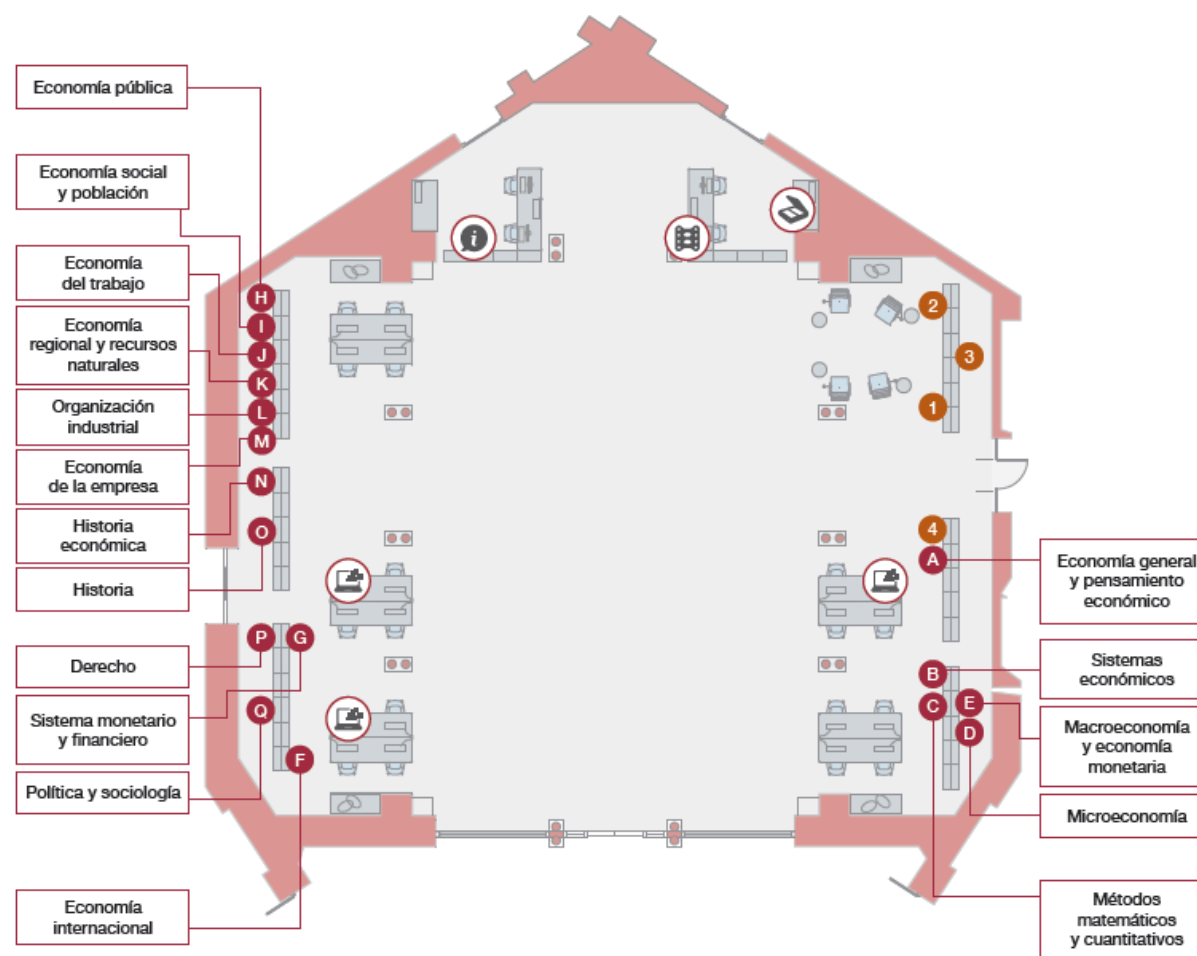 Economía pública
Economía social
y población
Economía
del trabajo
Economía
regional y recursos
naturales
Organización
industrial
Economía
de la empresa
Historia
económica
Historia
Derecho
Sistema monetario
y financiero
Política y sociología
Economía
internacional
H
I
J
K
L
M
N
O
P
G
Q
F
i
2
3
1
4
A
B
C
E
D
Economía general
y pensamiento
económico
Sistemas
económicos
Macroeconomía
y economía
monetaria
Microeconomía
Métodos
matemáticos
y cuantitativos